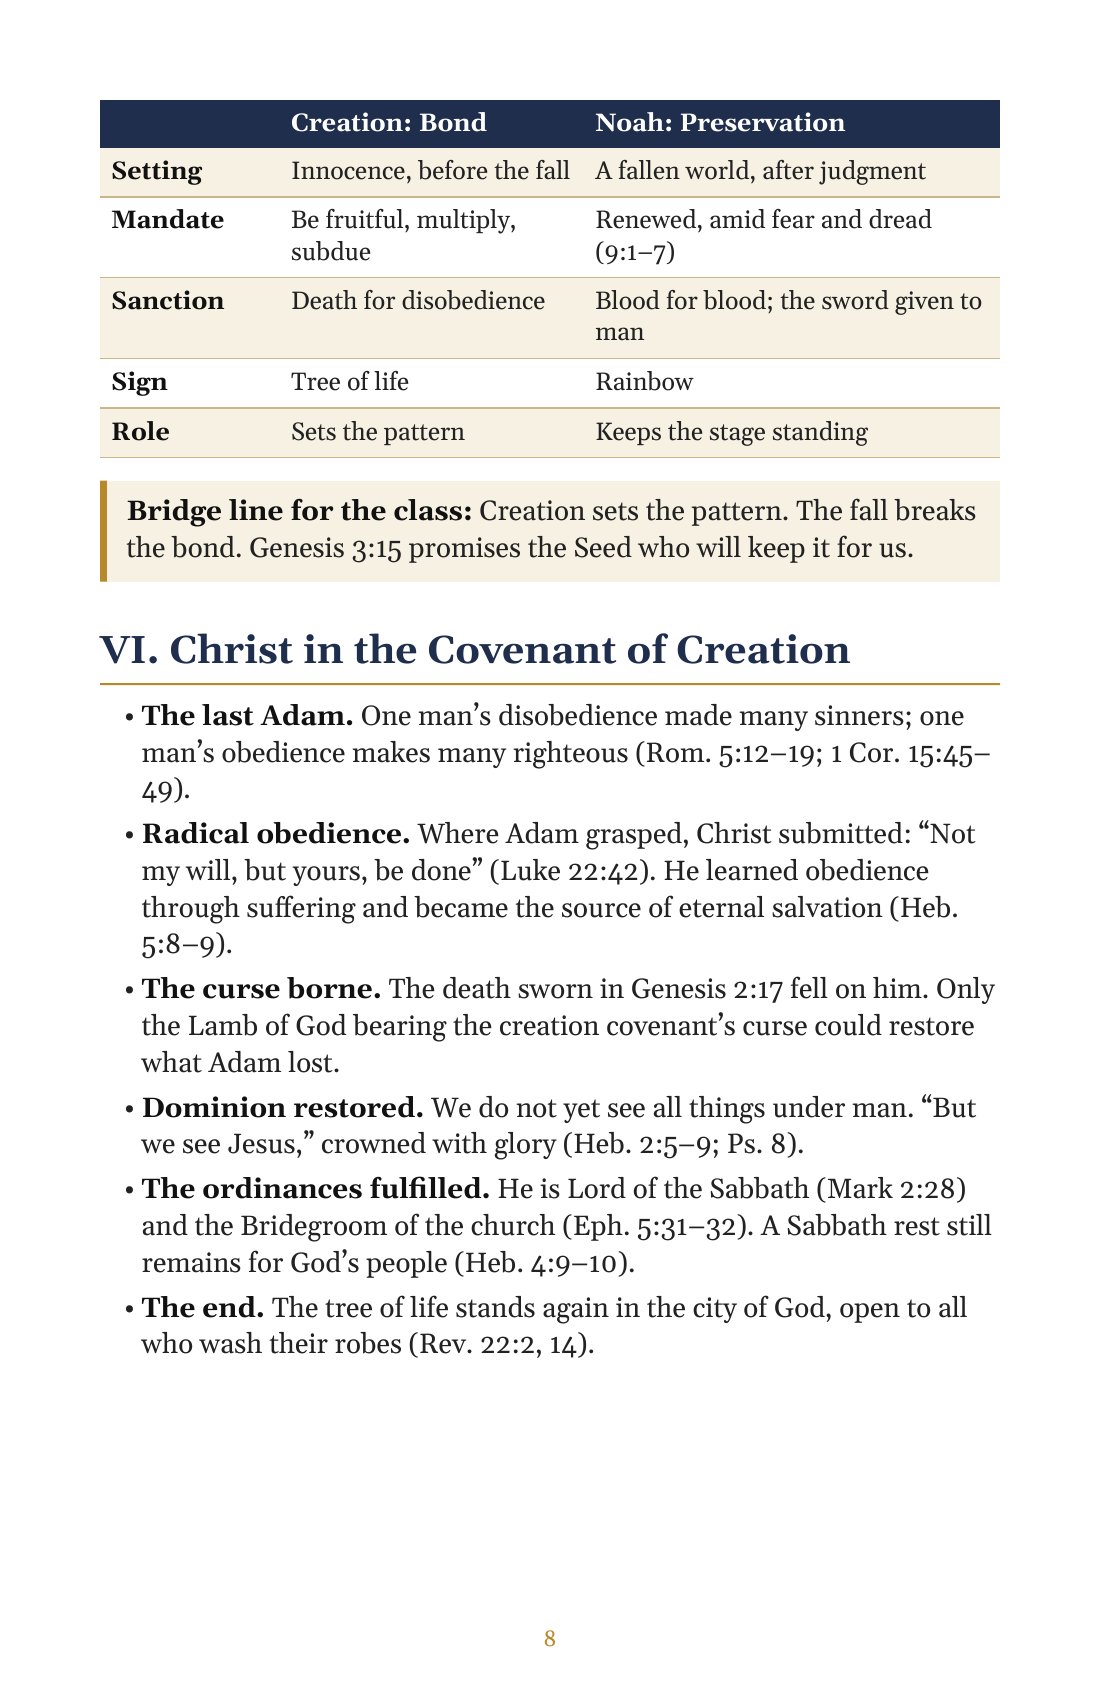 Creation: Bond Noah: Preservation
Setting Innocence, before the fall A fallen world, after judgment
Mandate Be fruitful, multiply, Renewed, amid fear and dread
subdue (9:1–7)
Sanction Death for disobedience Blood for blood; the sword given to
man
Sign Tree of life Rainbow
Role Sets the pattern Keeps the stage standing
Bridge line for the class: Creation sets the pattern. The fall breaks
the bond. Genesis 3:15 promises the Seed who will keep it for us.
VI. Christ in the Covenant of Creation
• The last Adam. One man’s disobedience made many sinners; one
man’s obedience makes many righteous (Rom. 5:12–19; 1 Cor. 15:45–
49).
• Radical obedience. Where Adam grasped, Christ submitted: “Not
my will, but yours, be done” (Luke 22:42). He learned obedience
through suffering and became the source of eternal salvation (Heb.
5:8–9).
• The curse borne. The death sworn in Genesis 2:17 fell on him. Only
the Lamb of God bearing the creation covenant’s curse could restore
what Adam lost.
• Dominion restored. We do not yet see all things under man. “But
we see Jesus,” crowned with glory (Heb. 2:5–9; Ps. 8).
• The ordinances fulfilled. He is Lord of the Sabbath (Mark 2:28)
and the Bridegroom of the church (Eph. 5:31–32). A Sabbath rest still
remains for God’s people (Heb. 4:9–10).
• The end. The tree of life stands again in the city of God, open to all
who wash their robes (Rev. 22:2, 14).
8